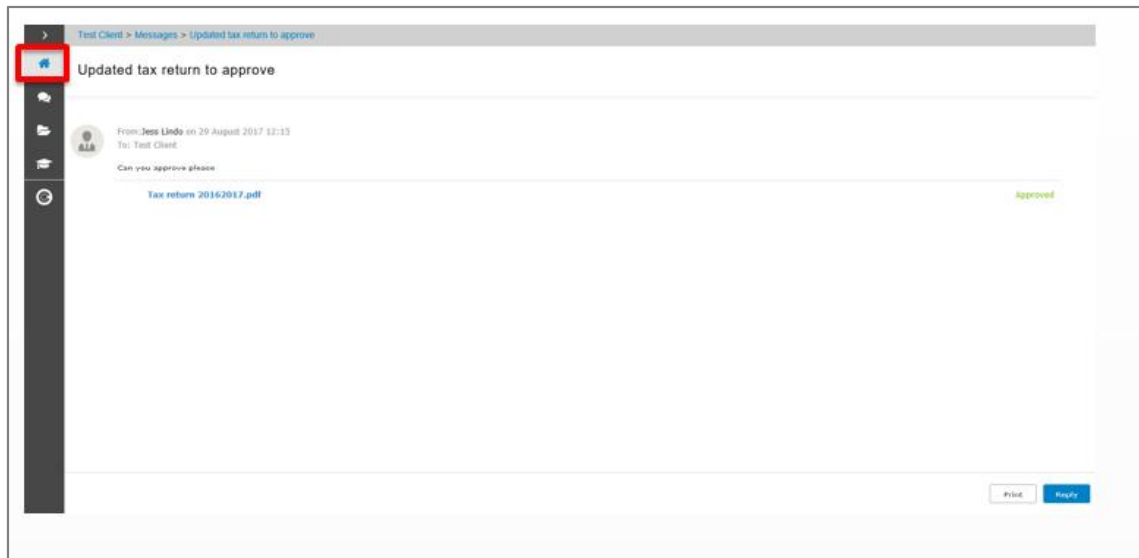 Test Client > Messages > Updated tax return to approve
Updated tax return to approve
From: Jess Lindo on 29 August 2017 12:15
To: Test Client
Can you approve please
Tax return 20162017.pdf Approved
Print Reply